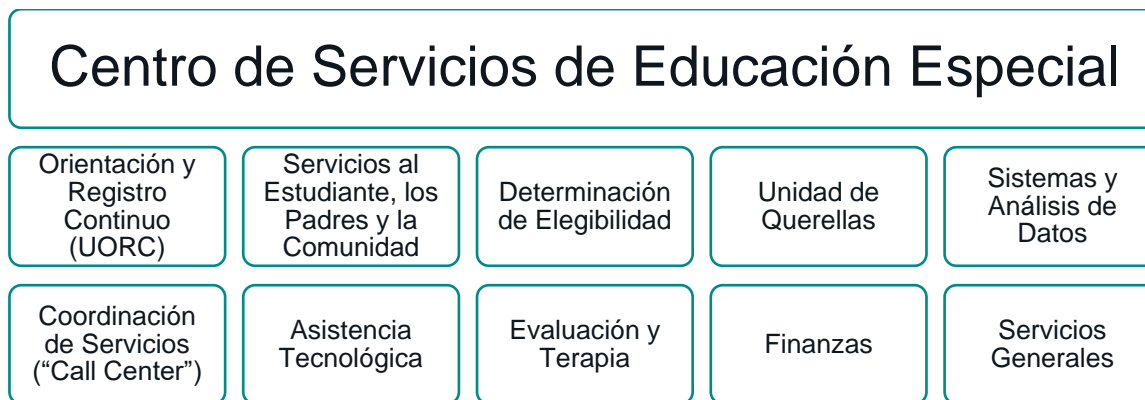 Centro de Servicios de Educación Especial
Orientación y
Registro
Continuo
(UORC)
Servicios al
Estudiante, los
Padres y la
Comunidad
Determinación
de Elegibilidad
Unidad de
Querellas
Sistemas y
Análisis de
Datos
Coordinación
de Servicios
(“Call Center”)
Asistencia
Tecnológica
Evaluación y
Terapia
Finanzas
Servicios
Generales